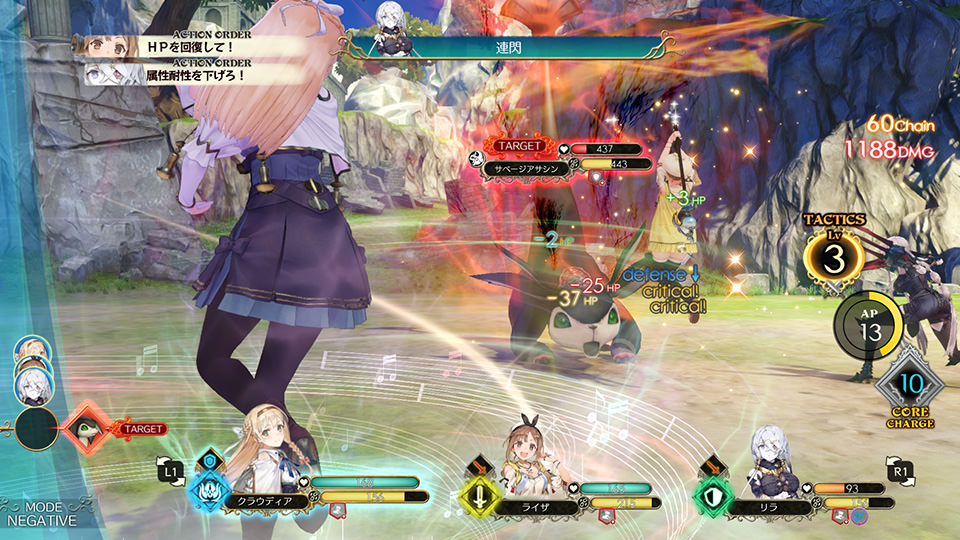 ACTION ORDER
HPを回復して!
ACTION ORDER
属性耐性を下げろ!
連閃
60Chain
1188DMG
TARGET
437
サベージアサシン
443
+3HP
-2HP
-25HP
-37HP
defense↓
critical!
critical!
TACTICS
Lv
3
AP
13
10
CORE
CHARGE
TARGET
L1
R1
168
クラウディア
156
165
ライザ
93
リラ
MODE
NEGATIVE